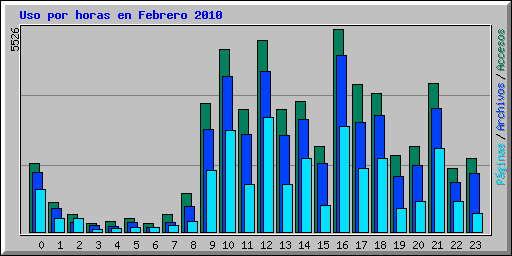 Uso por horas en Febrero 2010
5526
Páginas / Archivos / Accesos
0 1 2 3 4 5 6 7 8 9 10 11 12 13 14 15 16 17 18 19 20 21 22 23